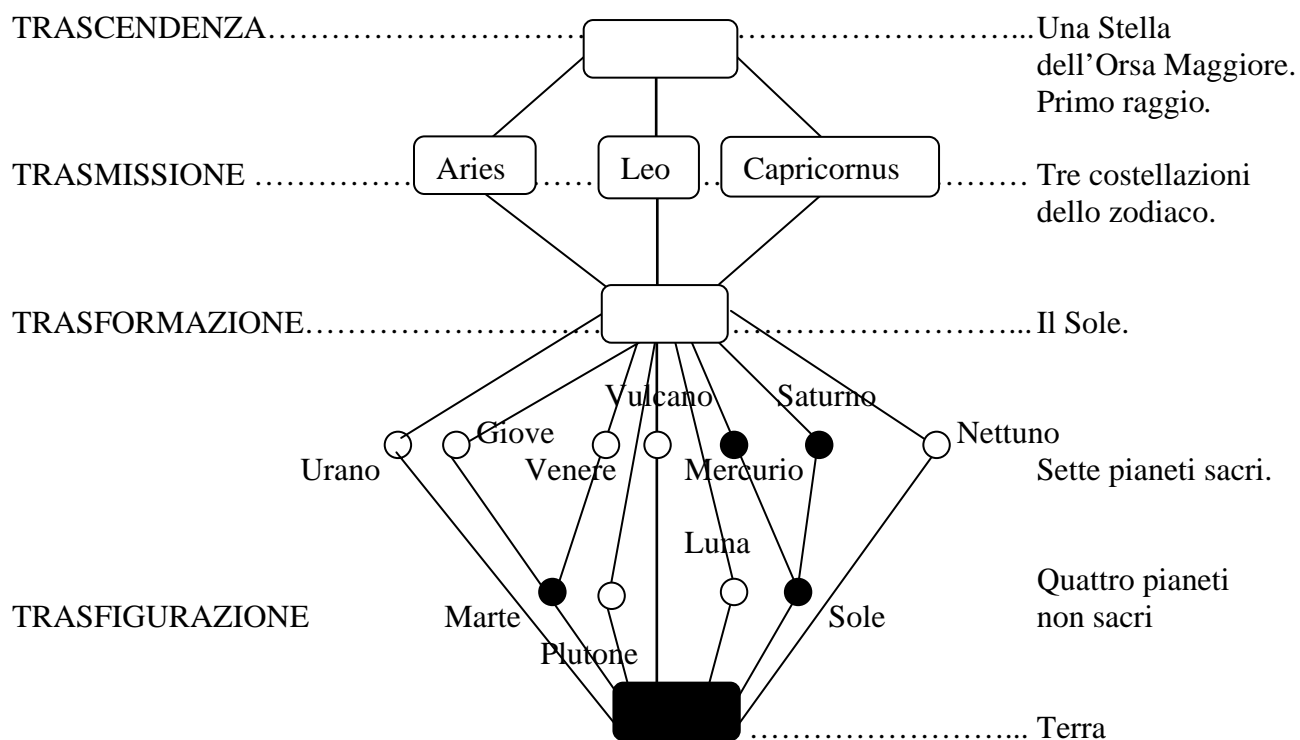 TRASCENDENZA……………………………….…………………... Una Stella
dell’Orsa Maggiore.
Primo raggio.
Aries Leo Capricornus
TRASMISSIONE ……………….……….……… Tre costellazioni
dello zodiaco.
TRASFORMAZIONE……………………………………………………... Il Sole.
Vulcano Saturno
Giove Nettuno
Urano Venere Mercurio Sette pianeti sacri.
Luna
Quattro pianeti
TRASFIGURAZIONE Marte Sole non sacri
Plutone
……………………... Terra